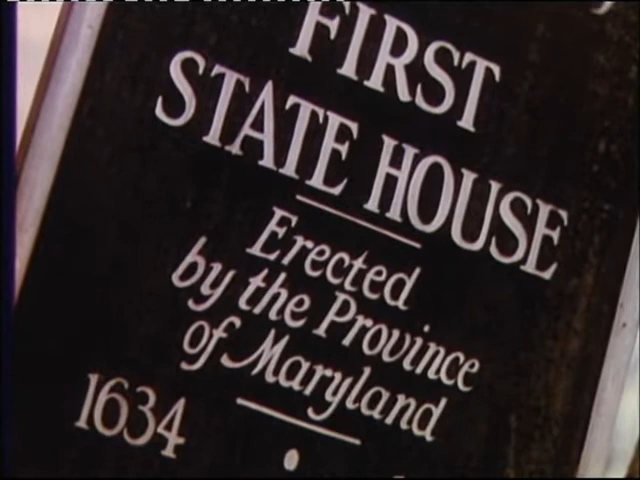 FIRST
STATE HOUSE
Erected
by the Province
of Maryland
1634